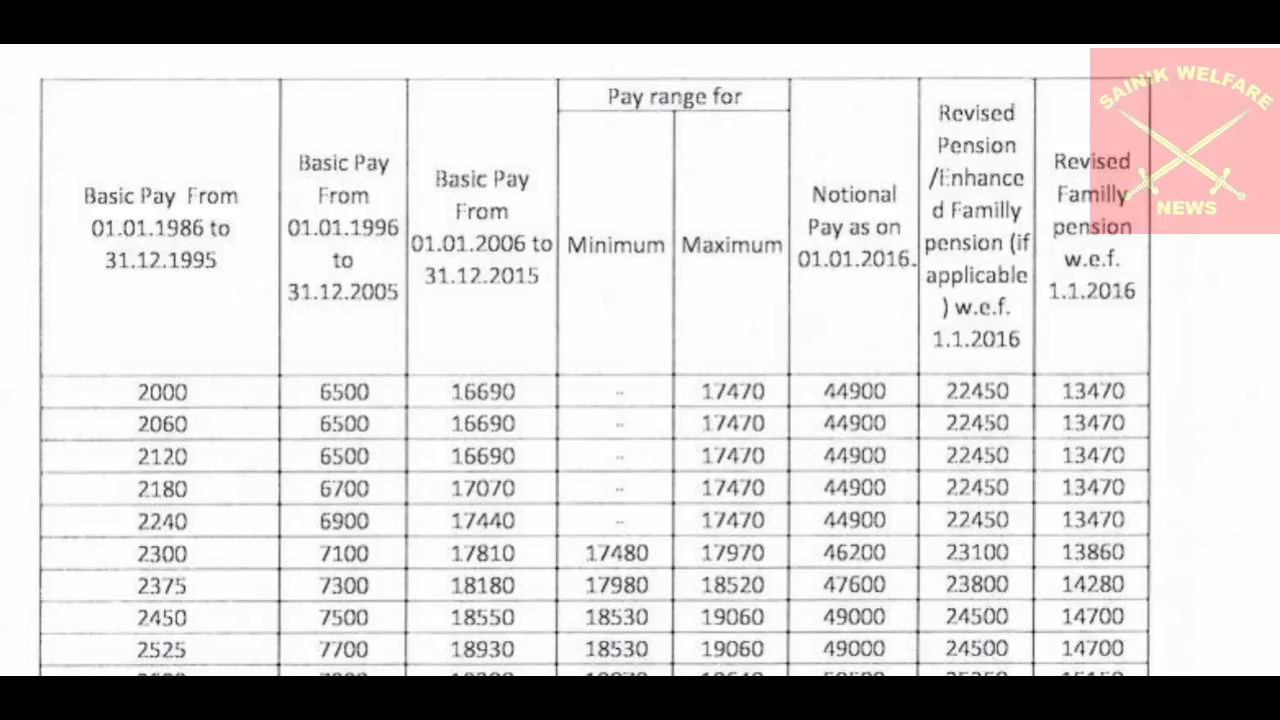 Basic Pay From
01.01.1986 to
31.12.1995
Basic Pay
From
01.01.1996
to
31.12.2005
Basic Pay
From
01.01.2006 to
31.12.2015
Pay range for
Minimum
Maximum
Notional
Pay as on
01.01.2016.
Revised
Pension
/Enhance
d Familly
pension (if
applicable
) w.e.f.
1.1.2016
Revised
Familly
pension
w.e.f.
1.1.2016
SAINIK WELFARE
NEWS
2000 6500 16690 -- 17470 44900 22450 13470
2060 6500 16690 -- 17470 44900 22450 13470
2120 6500 16690 -- 17470 44900 22450 13470
2180 6700 17070 -- 17470 44900 22450 13470
2240 6900 17440 -- 17470 44900 22450 13470
2300 7100 17810 17480 17970 46200 23100 13860
2375 7300 18180 17980 18520 47600 23800 14280
2450 7500 18550 18530 19060 49000 24500 14700
2525 7700 18930 18530 19060 49000 24500 14700